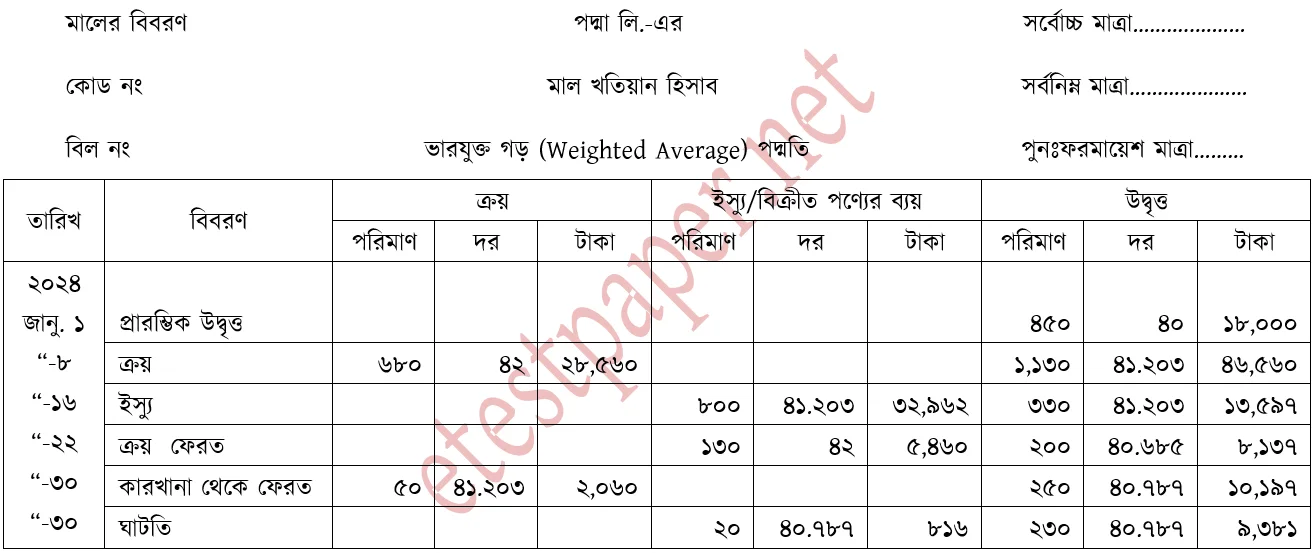 মালের বিবরণ পদ্মা লি.-এর সর্বোচ্চ মাত্রা....................
কোড নং মাল খতিয়ান হিসাব সর্বনিম্ন মাত্রা.....................
বিল নং ভারযুক্ত গড় (Weighted Average) পদ্মতি পুনঃফরমায়েশ মাত্রা.........
তারিখ বিবরণ ক্রয় ইস্যু/বিক্রীত পণ্যের ব্যয় উদ্বৃত্ত
পরিমাণ দর টাকা পরিমাণ দর টাকা পরিমাণ দর টাকা
২০২৪
জানু. ১ প্রারম্ভিক উদ্বৃত্ত ৪৫০ ৪০ ১৮,০০০
“-৮ ক্রয় ৬৮০ ৪২ ২৮,৫৬০ ১,১৩০ ৪১.২০৩ ৪৬,৫৬০
“-১৬ ইস্যু ৮০০ ৪১.২০৩ ৩২,৯৬২ ৩৩০ ৪১.২০৩ ১৩,৫৯৭
“-২২ ক্রয় ফেরত ১৩০ ৪২ ৫,৪৬০ ২০০ ৪০.৬৮৫ ৮,১৩৭
“-৩০ কারখানা থেকে ফেরত ৫০ ৪১.২০৩ ২,০৬০ ২৫০ ৪০.৭৮৭ ১০,১৯৭
“-৩০ ঘাটতি ২০ ৪০.৭৮৭ ৮১৬ ২৩০ ৪০.৭৮৭ ৯,৩৮১
etestpaper.net